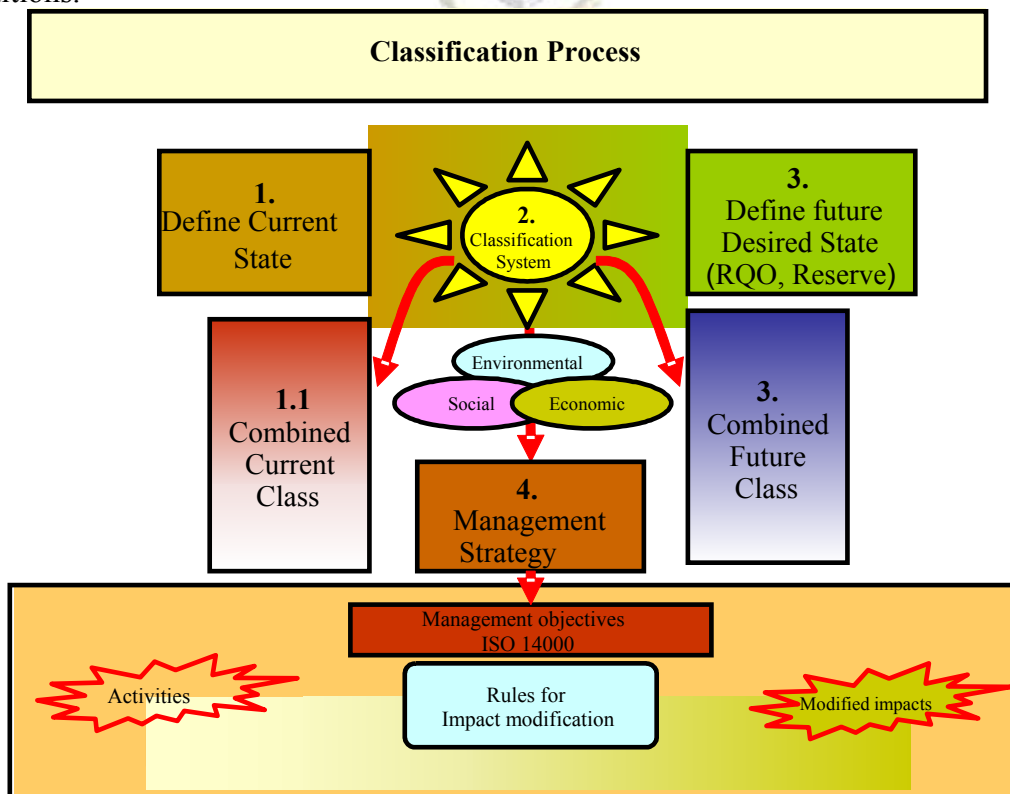 Classification Process
1.
Define Current
State
2.
Classification
System
3.
Define future
Desired State
(RQO, Reserve)
1.1
Combined
Current
Class
Environmental
Social
Economic
3.
Combined
Future
Class
4.
Management
Strategy
Management objectives
ISO 14000
Activities
Rules for
Impact modification
Modified impacts